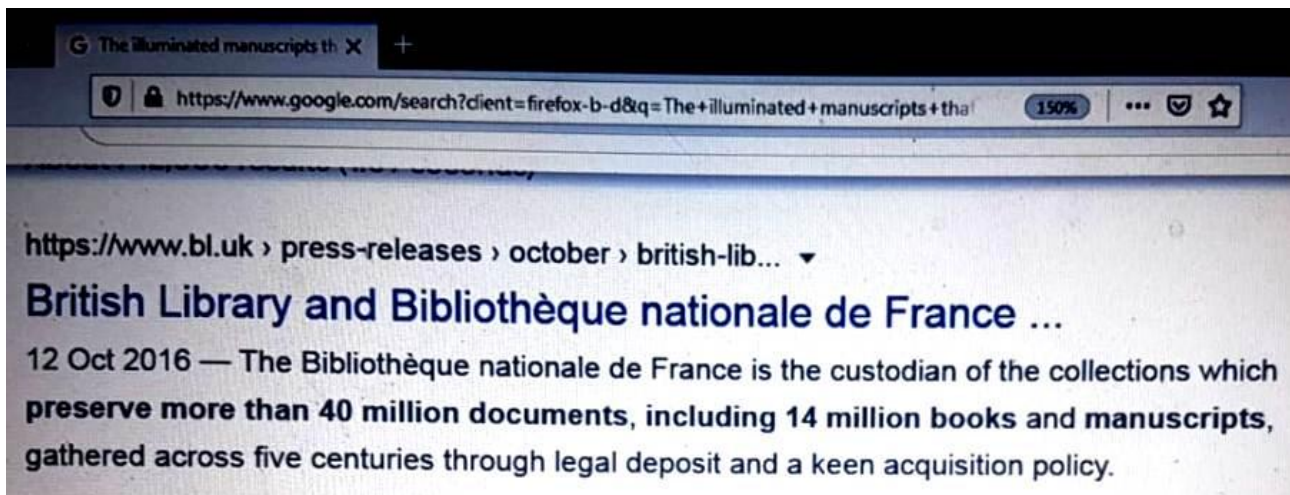 G The illuminated manuscripts th X +
https://www.google.com/search?client=firefox-b-d&q=The+illuminated+manuscripts+tha 150% ...
https://www.bl.uk › press-releases › october › british-lib... ▾
British Library and Bibliothèque nationale de France ...
12 Oct 2016 — The Bibliothèque nationale de France is the custodian of the collections which
preserve more than 40 million documents, including 14 million books and manuscripts,
gathered across five centuries through legal deposit and a keen acquisition policy.